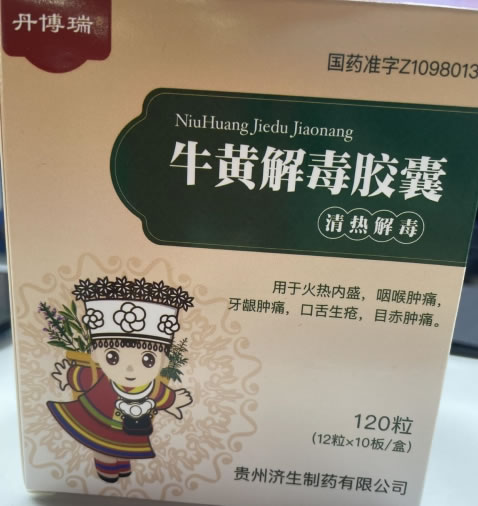 丹博瑞
国药准字Z1098013
NiuHuang Jiedu Jiaonang
牛黄解毒胶囊
清热解毒
用于火热内盛，咽喉肿痛，
牙龈肿痛，口舌生疮，目赤肿痛。
120粒
(12粒×10板/盒)
贵州济生制药有限公司